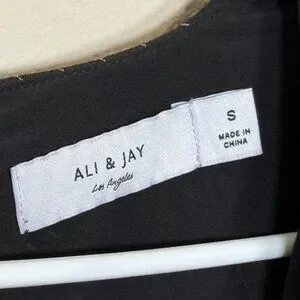 ALI & JAY
Los Angeles
S
MADE IN
CHINA